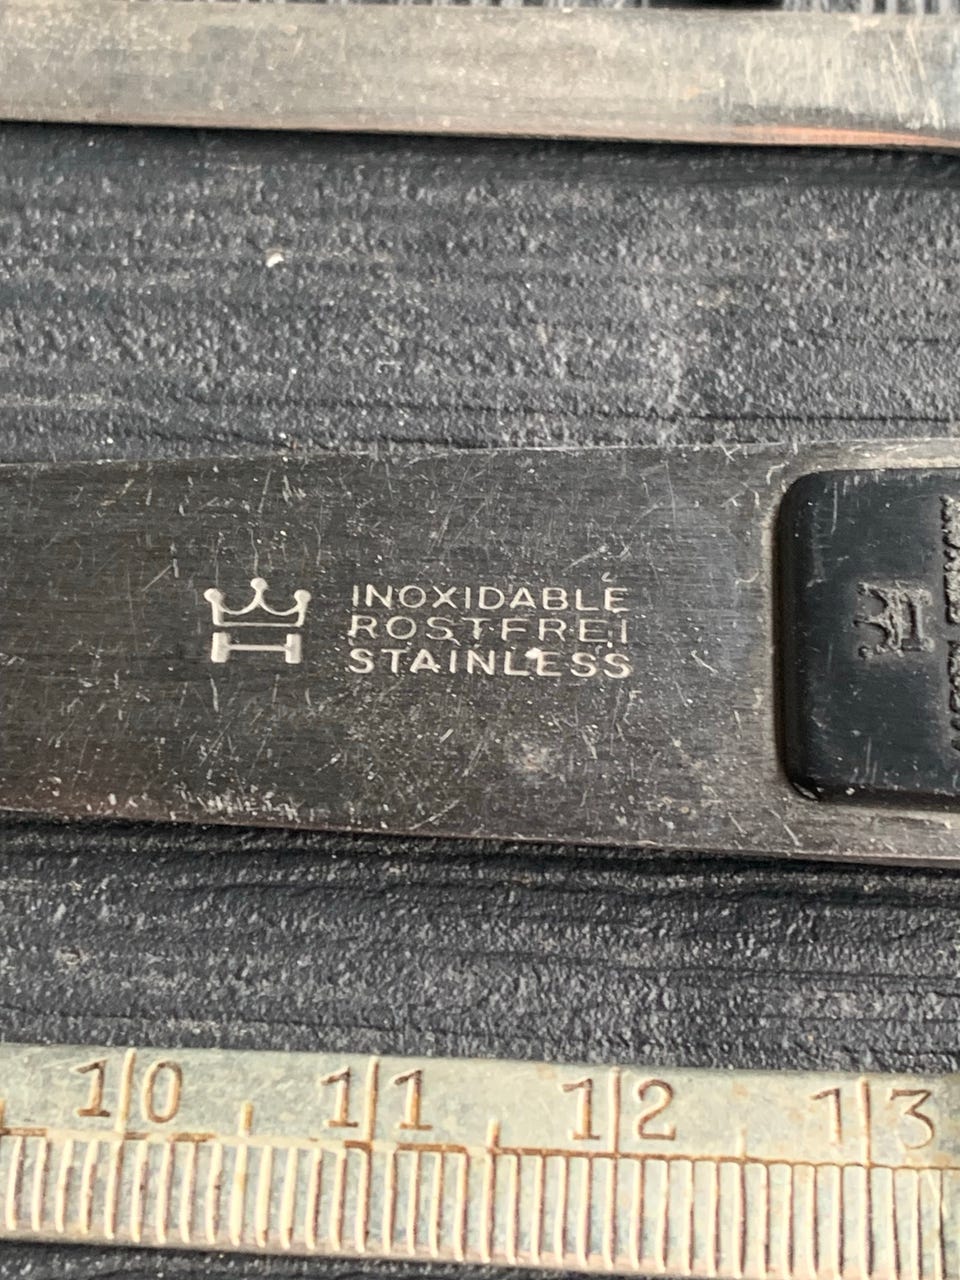 INOXIDABLE
ROSTFREI
STAINLESS
H
H
10 11 12 13